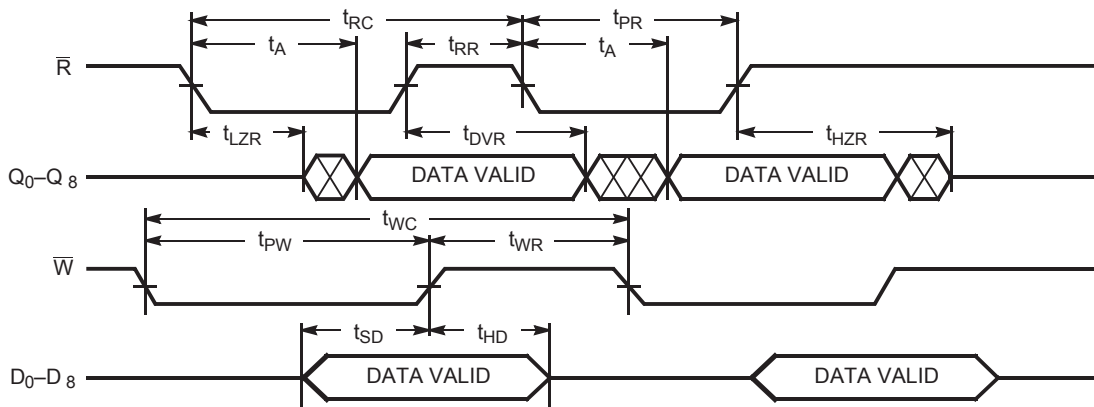 tRC tPR
tA tRR tA
R̅
tLZR tDVR tHZR
Q0–Q8 DATA VALID DATA VALID
tWC
tPW tWR
W̅
tSD tHD
D0–D8 DATA VALID DATA VALID